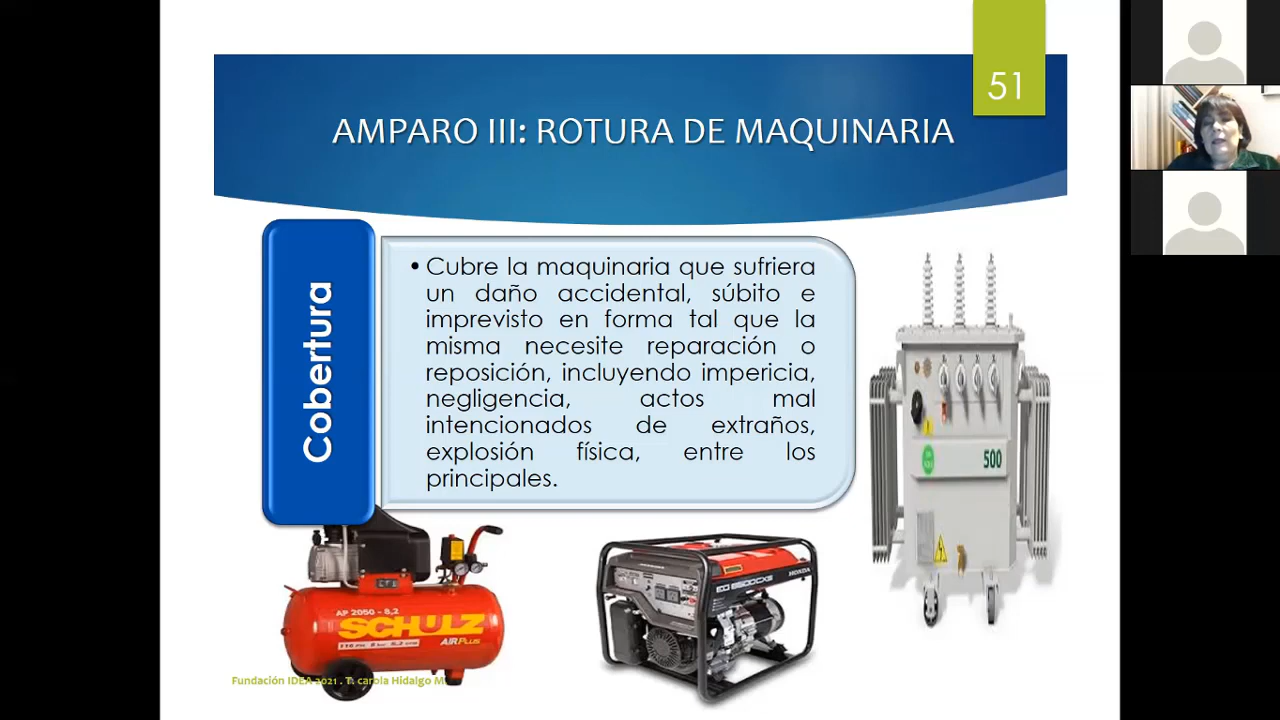 51
AMPARO III: ROTURA DE MAQUINARIA
Cobertura
• Cubre la maquinaria que sufriera
un daño accidental, súbito e
imprevisto en forma tal que la
misma necesite reparación o
reposición, incluyendo impericia,
negligencia, actos mal
intencionados de extraños,
explosión física, entre los
principales.
500
AP 2050 - 8,2
SCHULZ
AIRPLUS
HONDA
Fundación IDEA 2021 . T. carola Hidalgo M